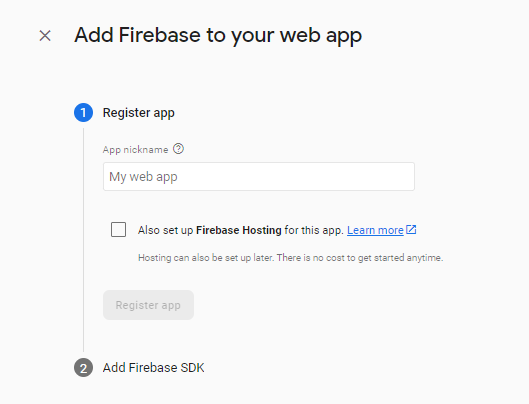 Add Firebase to your web app
1 Register app
App nickname ?
My web app
Also set up Firebase Hosting for this app. Learn more
Hosting can also be set up later. There is no cost to get started anytime.
Register app
2 Add Firebase SDK